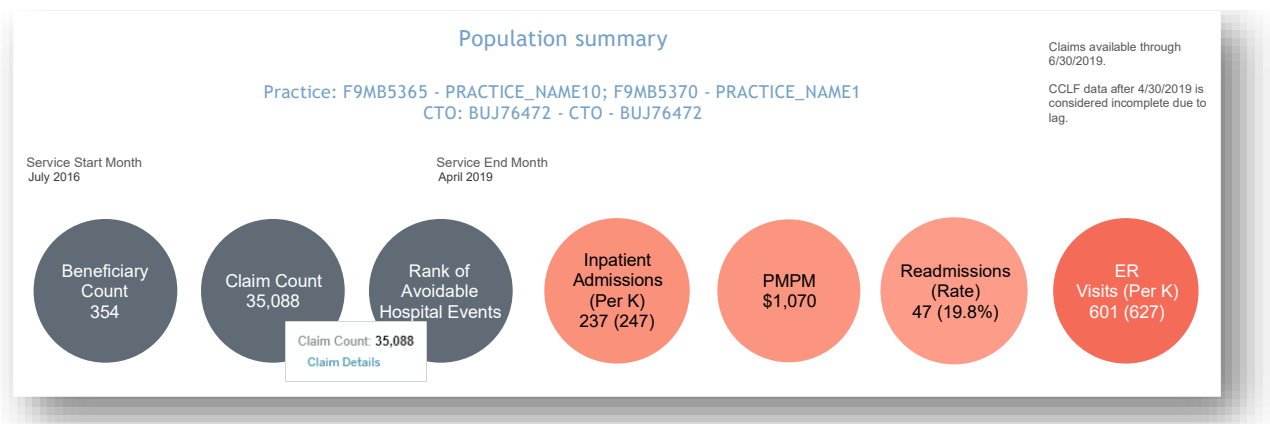 Population summary
Claims available through
6/30/2019.
CCLF data after 4/30/2019 is
considered incomplete due to
lag.
Practice: F9MB5365 - PRACTICE_NAME10; F9MB5370 - PRACTICE_NAME1
CTO: BUJ76472 - CTO - BUJ76472
Service Start Month
July 2016
Service End Month
April 2019
Beneficiary
Count
354
Claim Count
35,088
Rank of
Avoidable
Hospital Events
Inpatient
Admissions
(Per K)
237 (247)
PMPM
$1,070
Readmissions
(Rate)
47 (19.8%)
ER
Visits (Per K)
601 (627)
Claim Count: 35,088
Claim Details